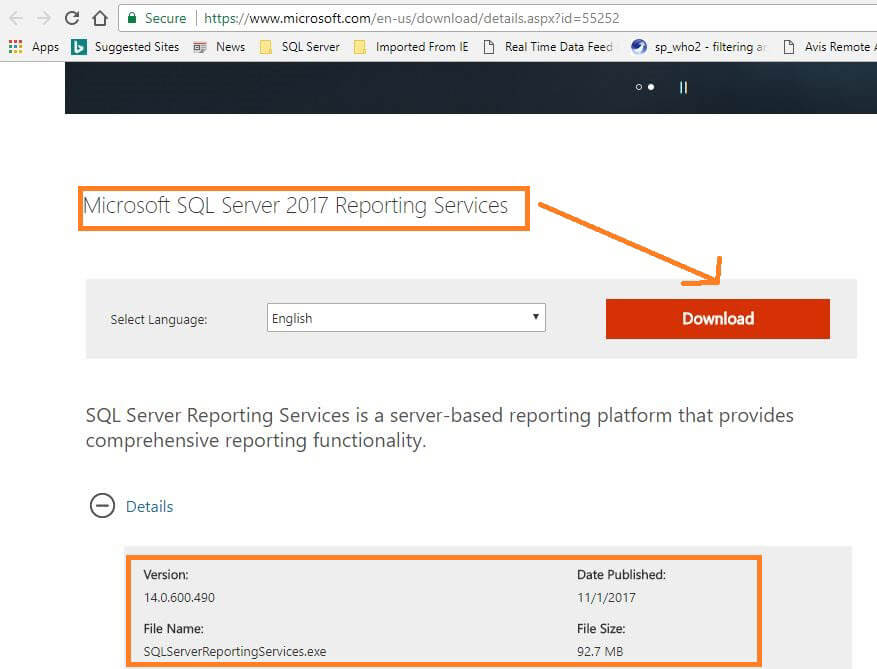 Secure https://www.microsoft.com/en-us/download/details.aspx?id=55252
Apps Suggested Sites News SQL Server Imported From IE Real Time Data Feed sp_who2 - filtering Avis Remote
Microsoft SQL Server 2017 Reporting Services
Select Language: English Download
SQL Server Reporting Services is a server-based reporting platform that provides
comprehensive reporting functionality.
Details
Version: Date Published:
14.0.600.490 11/1/2017
File Name: File Size:
SQLServerReportingServices.exe 92.7 MB